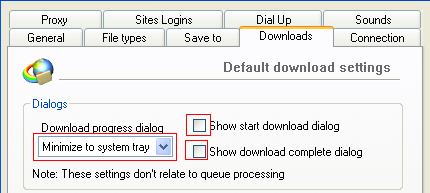 Proxy Sites Logins Dial Up Sounds
General File types Save to Downloads Connection
Default download settings
Dialogs
Download progress dialog
Show start download dialog
Minimize to system tray
Show download complete dialog
Note: These settings don't relate to queue processing